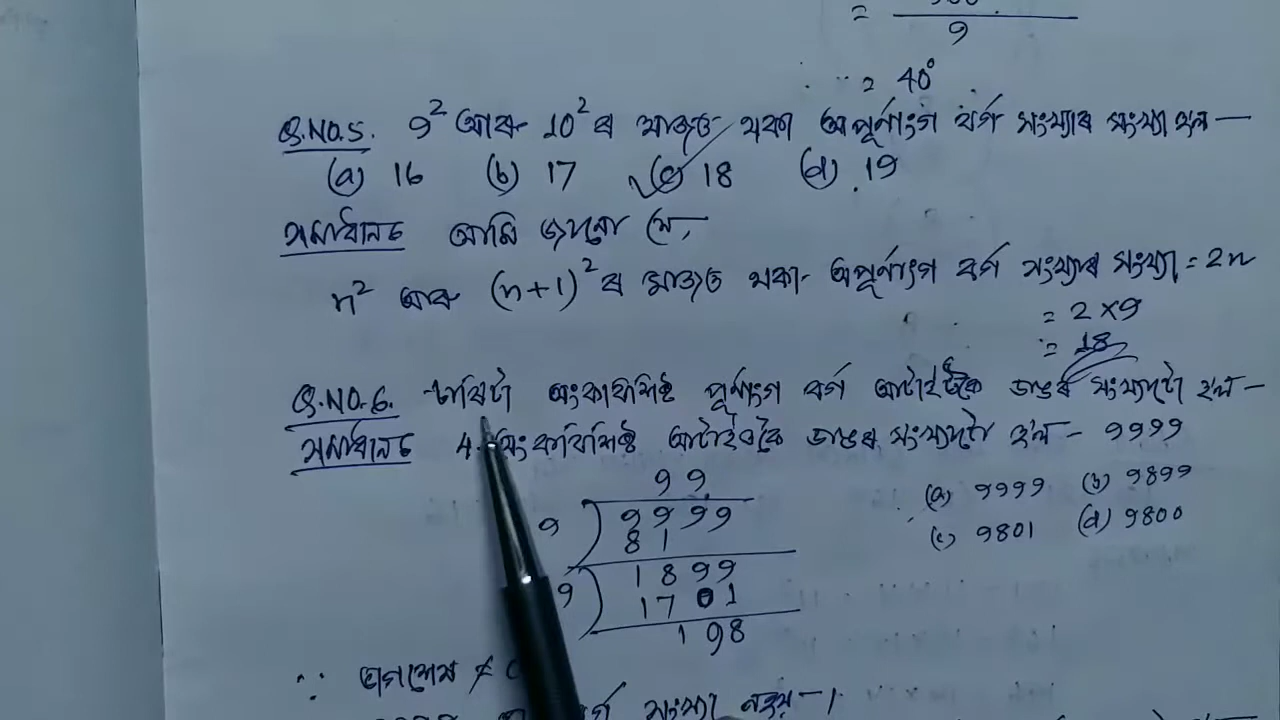 =
9
= 40°
Q.NO.5. 9² আৰু 10² ৰ মাজত থকা অপূৰ্ণাংগ বৰ্গ সংখ্যাৰ সংখ্যা হ'ল —
(a) 16 (b) 17 (c) 18 (d) 19
সমাধানঃ আমি জানো যে,
n² আৰু (n+1)² ৰ মাজত থকা অপূৰ্ণাংগ বৰ্গ সংখ্যাৰ সংখ্যা = 2n
= 2×9
= 18
Q.NO.6. চাৰিটা অংকবিশিষ্ট পূৰ্ণাংগ বৰ্গ আটাইতকৈ ডাঙৰ সংখ্যাটো হ'ল —
সমাধানঃ 4 অংকবিশিষ্ট আটাইতকৈ ডাঙৰ সংখ্যাটো হ'ল — 9999
(a) 9999 (b) 9899
(c) 9801 (d) 9800
99
9 ) 9999
81
9 ) 1899
1701
198
∴ ভাগশেষ ≠
সংখ্যা নহয় —।